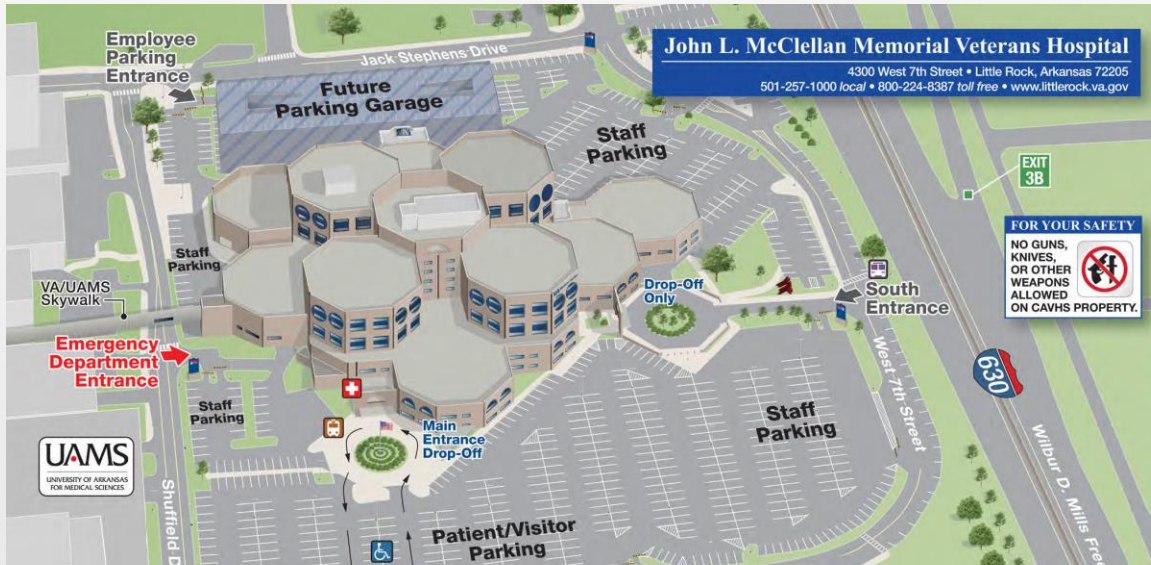 Employee
Parking
Entrance
Jack Stephens Drive
John L. McClellan Memorial Veterans Hospital
4300 West 7th Street • Little Rock, Arkansas 72205
501-257-1000 local • 800-224-8387 toll free • www.littlerock.va.gov
Future
Parking Garage
Staff
Parking
EXIT
3B
FOR YOUR SAFETY
NO GUNS,
KNIVES,
OR OTHER
WEAPONS
ALLOWED
ON CAVHS PROPERTY.
Staff
Parking
VA/UAMS
Skywalk
Drop-Off
Only
South
Entrance
Emergency
Department
Entrance
West 7th Street
630
Staff
Parking
Staff
Parking
Main
Entrance
Drop-Off
UAMS
UNIVERSITY OF ARKANSAS
FOR MEDICAL SCIENCES
Shuffield D
Patient/Visitor
Parking
Wilbur D. Mills Free